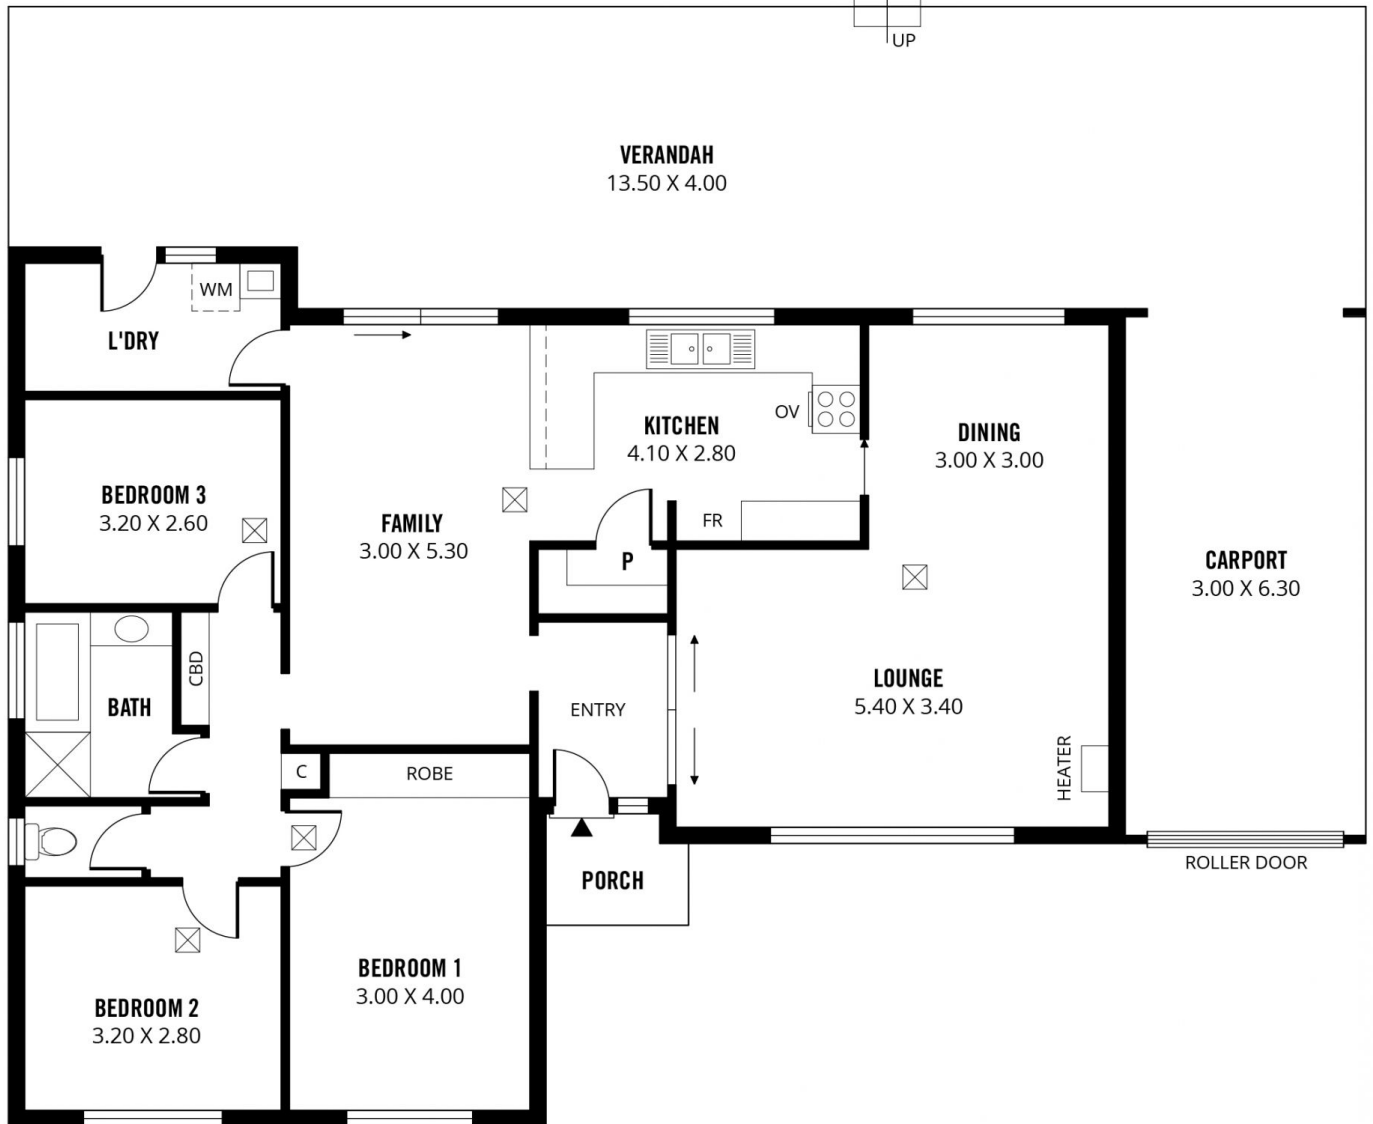 UP
VERANDAH
13.50 X 4.00
WM
L'DRY
OV
KITCHEN
4.10 X 2.80
DINING
3.00 X 3.00
BEDROOM 3
3.20 X 2.60
FAMILY
3.00 X 5.30
FR
P
CARPORT
3.00 X 6.30
CBD
BATH
ENTRY
LOUNGE
5.40 X 3.40
HEATER
C
ROBE
ROLLER DOOR
PORCH
BEDROOM 1
3.00 X 4.00
BEDROOM 2
3.20 X 2.80